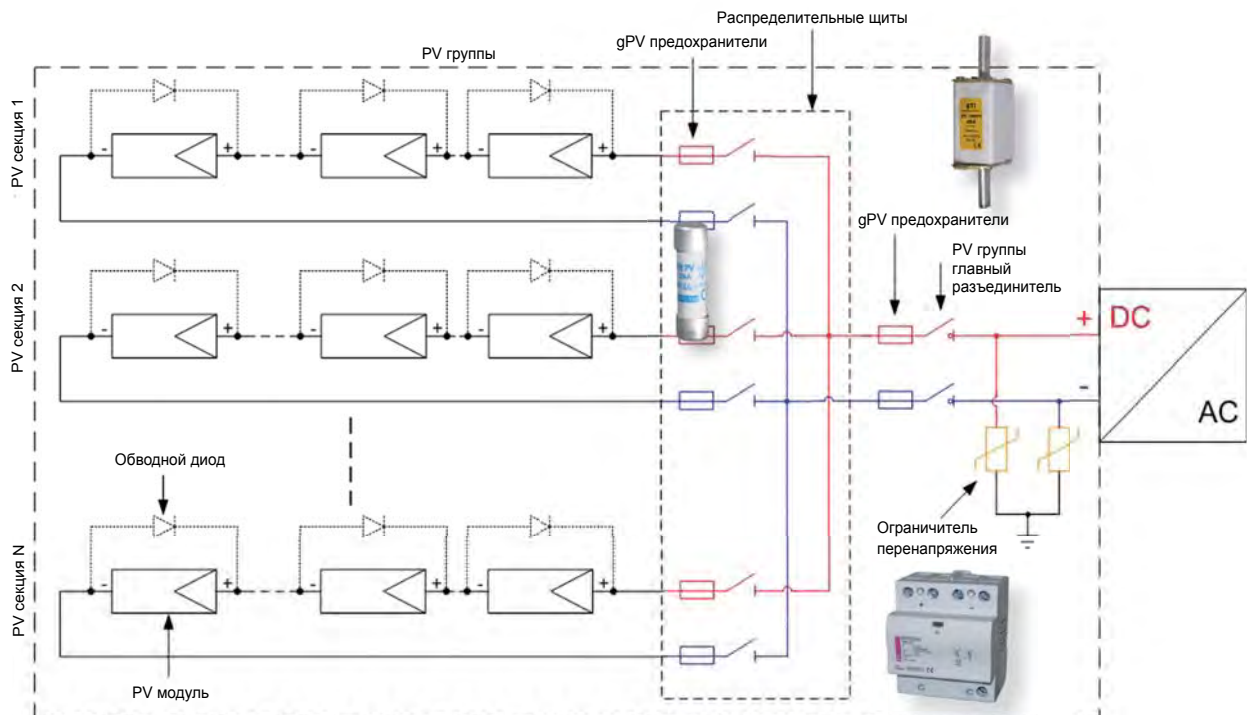 Распределительные щиты
gPV предохранители
PV группы
PV секция 1
- + - + - +
ETI
gPV предохранители
PV группы
главный
разъединитель
PV секция 2
- + - + - +
+ DC
-
AC
Обводной диод
Ограничитель
перенапряжения
PV секция N
- + - + - +
PV модуль